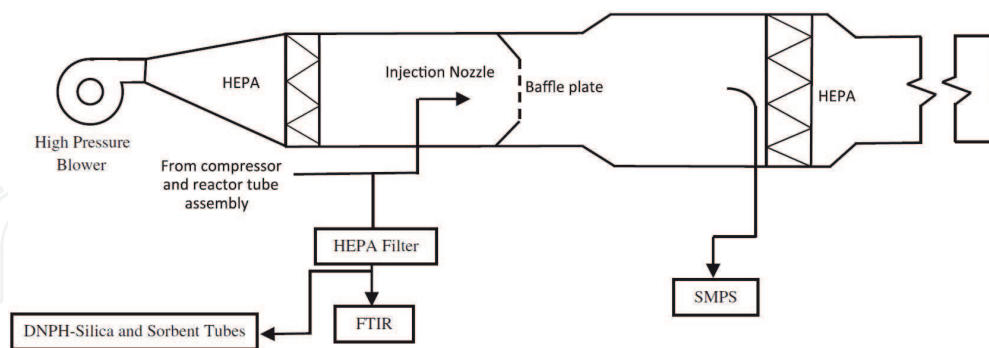 HEPA
Injection Nozzle
Baffle plate
HEPA
High Pressure
Blower
From compressor
and reactor tube
assembly
HEPA Filter
SMPS
FTIR
DNPH-Silica and Sorbent Tubes